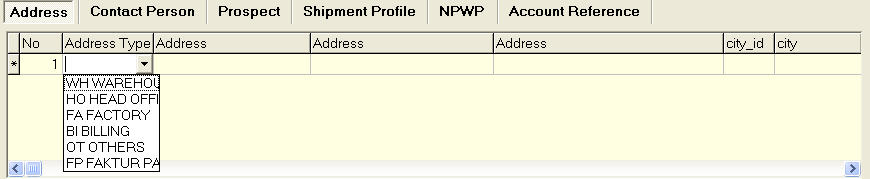 Address Contact Person Prospect Shipment Profile NPWP Account Reference
No Address Type Address Address Address city_id city
* 1
WH WAREHOU
HO HEAD OFFI
FA FACTORY
BI BILLING
OT OTHERS
FP FAKTUR PA